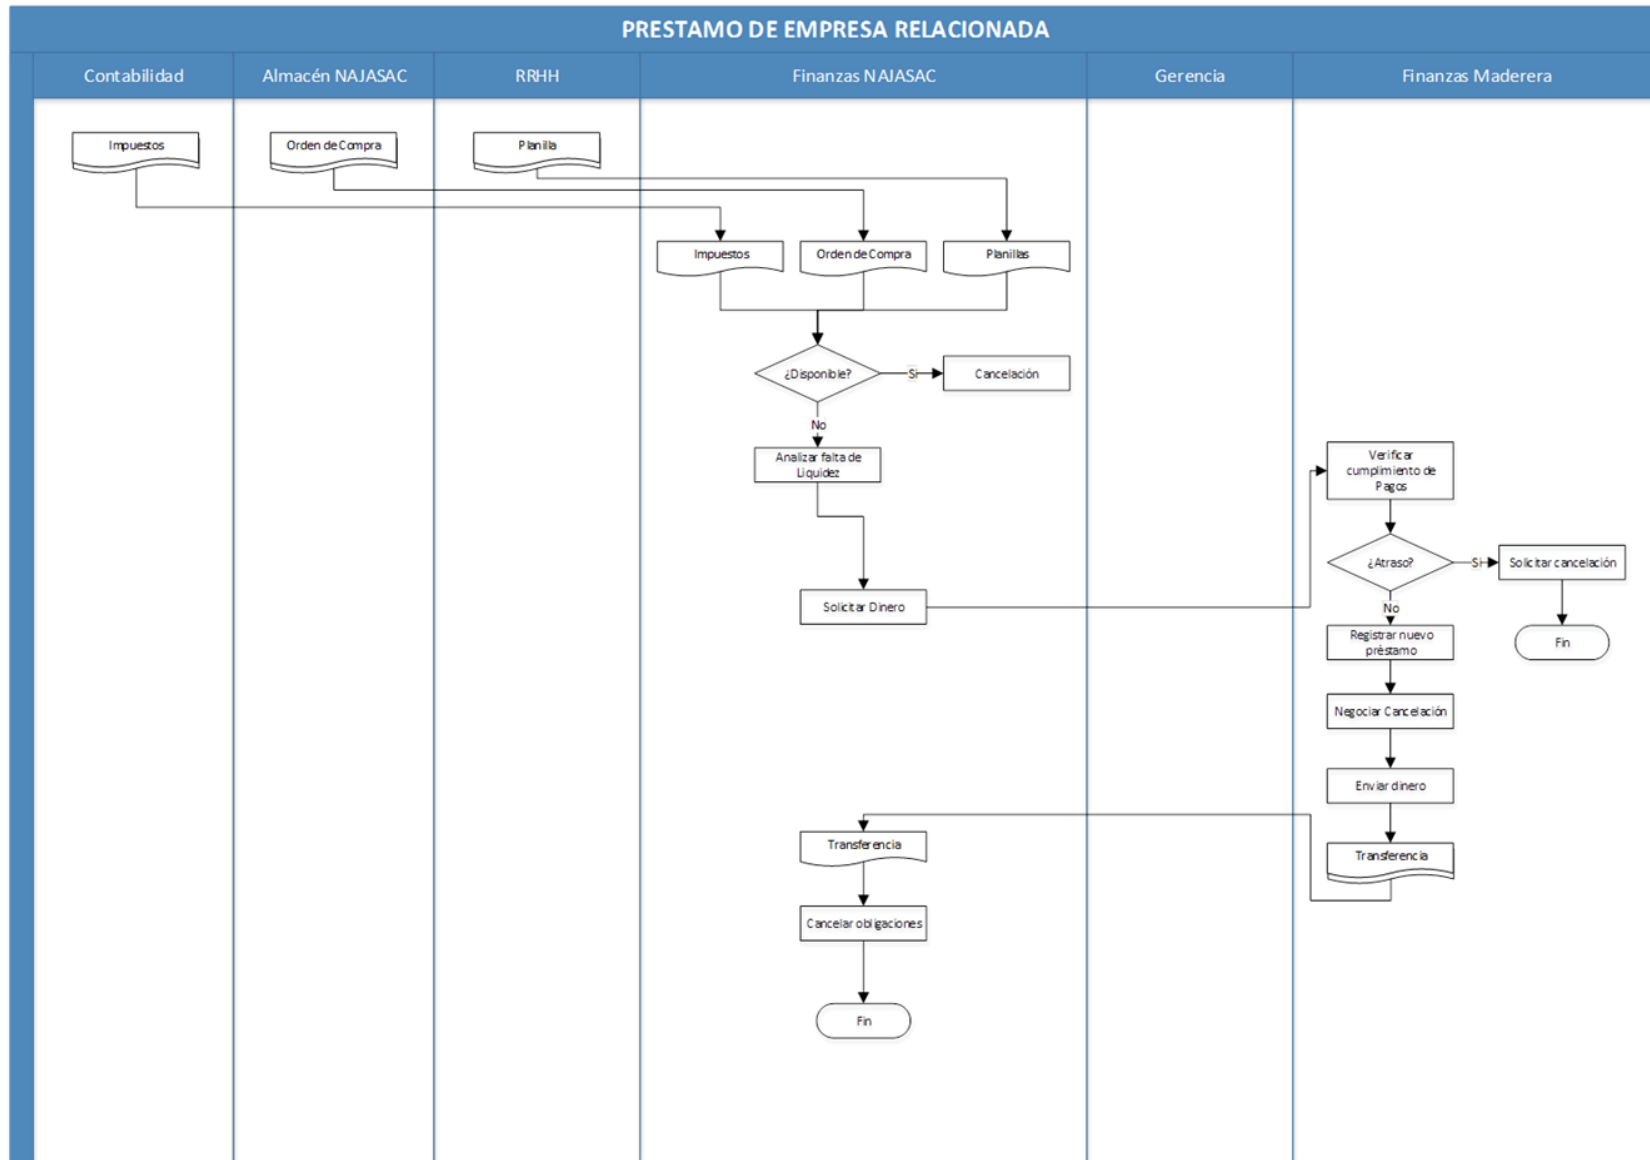 PRESTAMO DE EMPRESA RELACIONADA
Contabilidad
Almacén NAJASAC
RRHH
Finanzas NAJASAC
Gerencia
Finanzas Maderera
Impuestos
Orden de Compra
Planilla
Impuestos
Orden de Compra
Planillas
¿Disponible?
Si
Cancelación
No
Analizar falta de
Liquidez
Solicitar Dinero
Verificar
cumplimiento de
Pagos
¿Atraso?
Si
Solicitar cancelación
No
Fin
Registrar nuevo
préstamo
Negociar Cancelación
Enviar dinero
Transferencia
Transferencia
Cancelar obligaciones
Fin